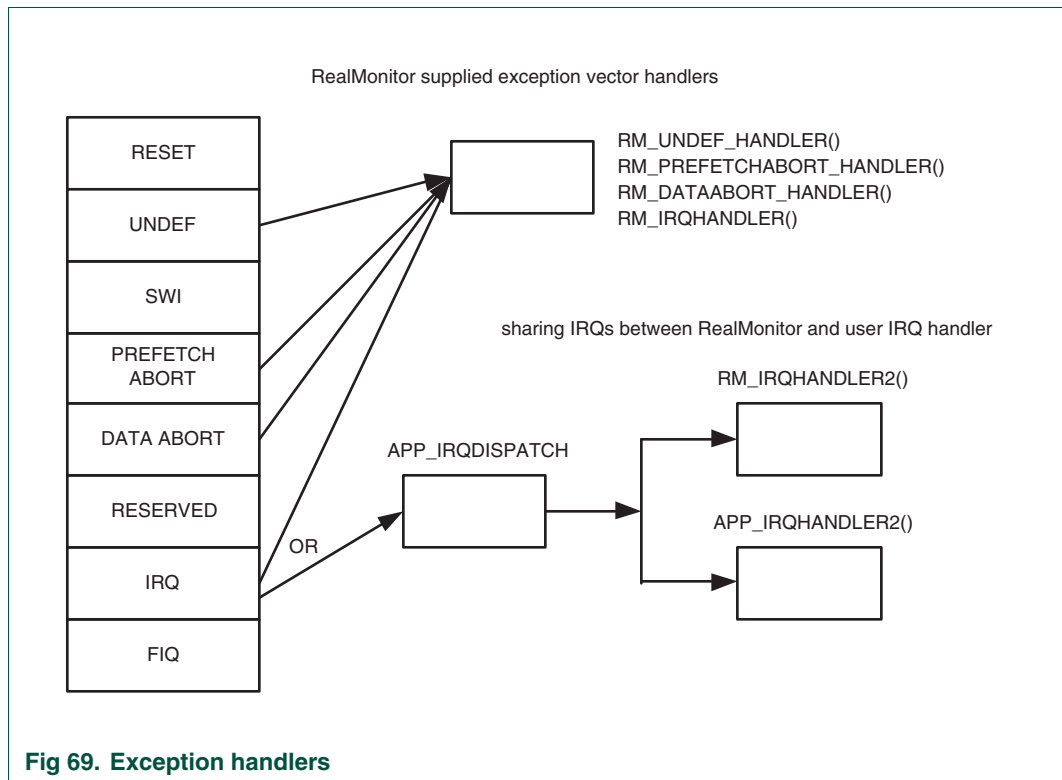 RealMonitor supplied exception vector handlers
RESET
UNDEF
SWI
PREFETCH
ABORT
DATA ABORT
RESERVED
IRQ
FIQ
RM_UNDEF_HANDLER()
RM_PREFETCHABORT_HANDLER()
RM_DATAABORT_HANDLER()
RM_IRQHANDLER()
sharing IRQs between RealMonitor and user IRQ handler
RM_IRQHANDLER2()
APP_IRQDISPATCH
APP_IRQHANDLER2()
OR
Fig 69. Exception handlers